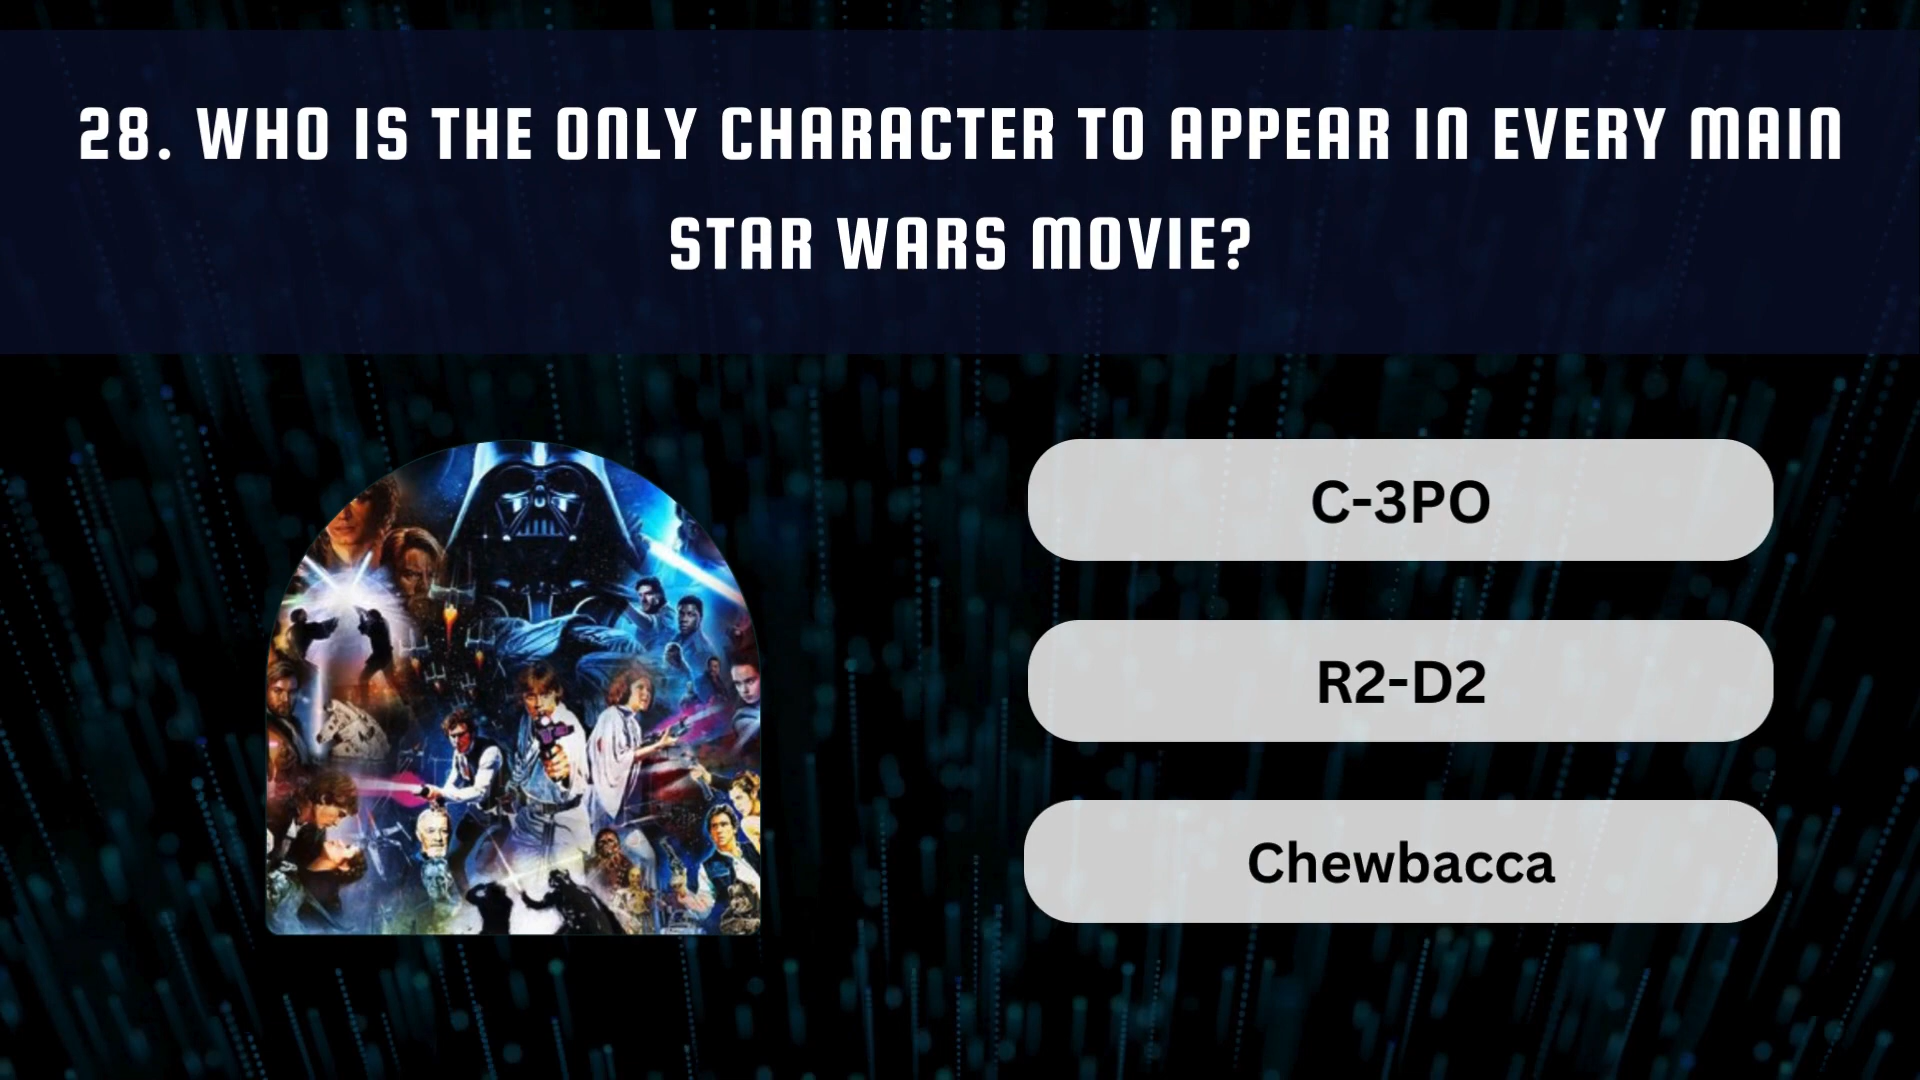 28. WHO IS THE ONLY CHARACTER TO APPEAR IN EVERY MAIN
STAR WARS MOVIE?
C-3PO
R2-D2
Chewbacca